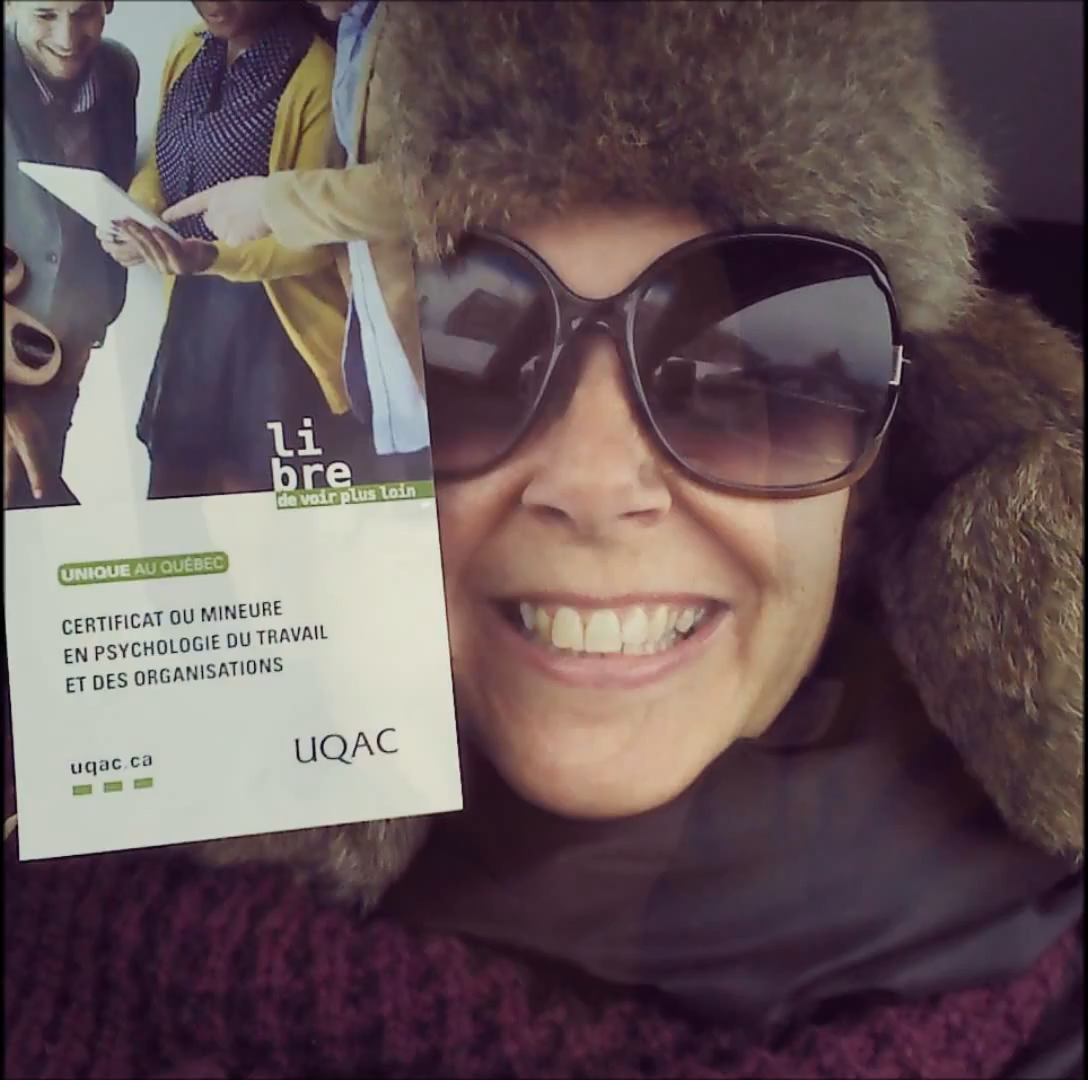 li
bre
de voir plus loin
UNIQUE AU QUÉBEC
CERTIFICAT OU MINEURE
EN PSYCHOLOGIE DU TRAVAIL
ET DES ORGANISATIONS
uqac.ca
UQAC